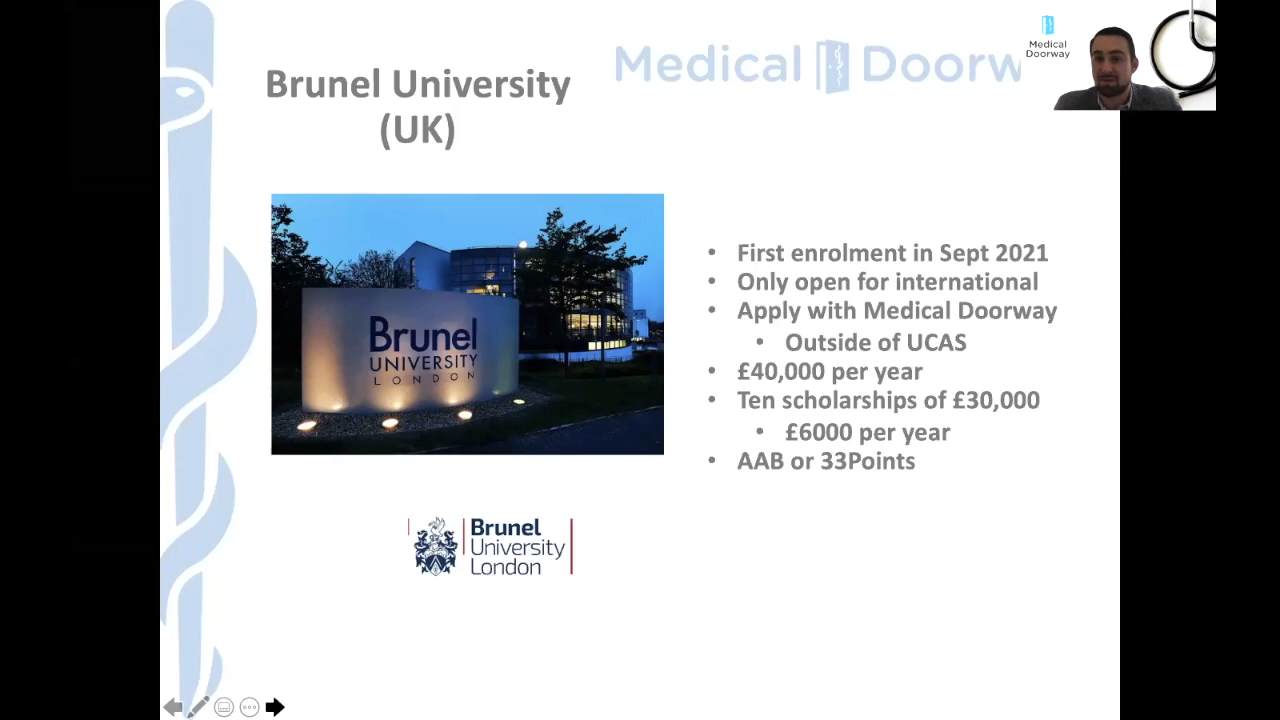 Brunel University
(UK)
Medical Doorw
Medical
Doorway
Brunel
UNIVERSITY
LONDON
• First enrolment in Sept 2021
• Only open for international
• Apply with Medical Doorway
• Outside of UCAS
• £40,000 per year
• Ten scholarships of £30,000
• £6000 per year
• AAB or 33Points
Brunel
University
London